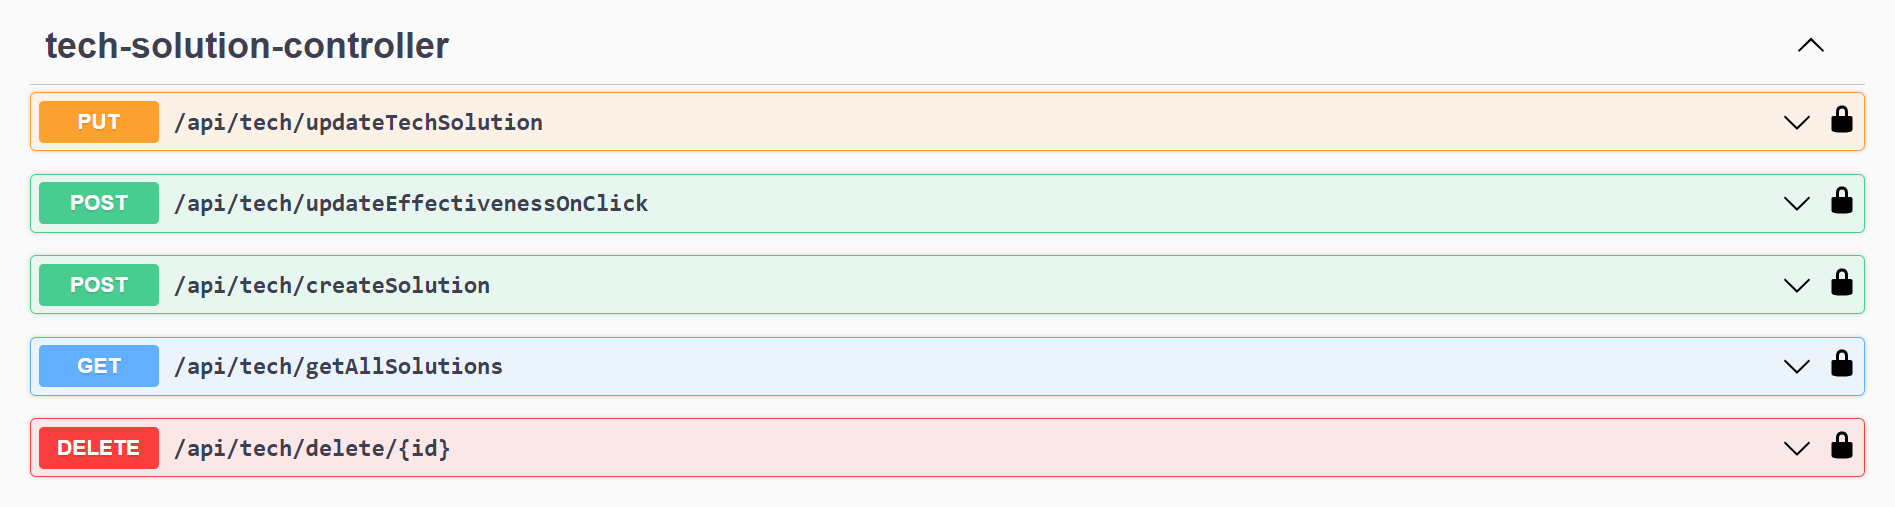 tech-solution-controller
PUT /api/tech/updateTechSolution
POST /api/tech/updateEffectivenessOnClick
POST /api/tech/createSolution
GET /api/tech/getAllSolutions
DELETE /api/tech/delete/{id}